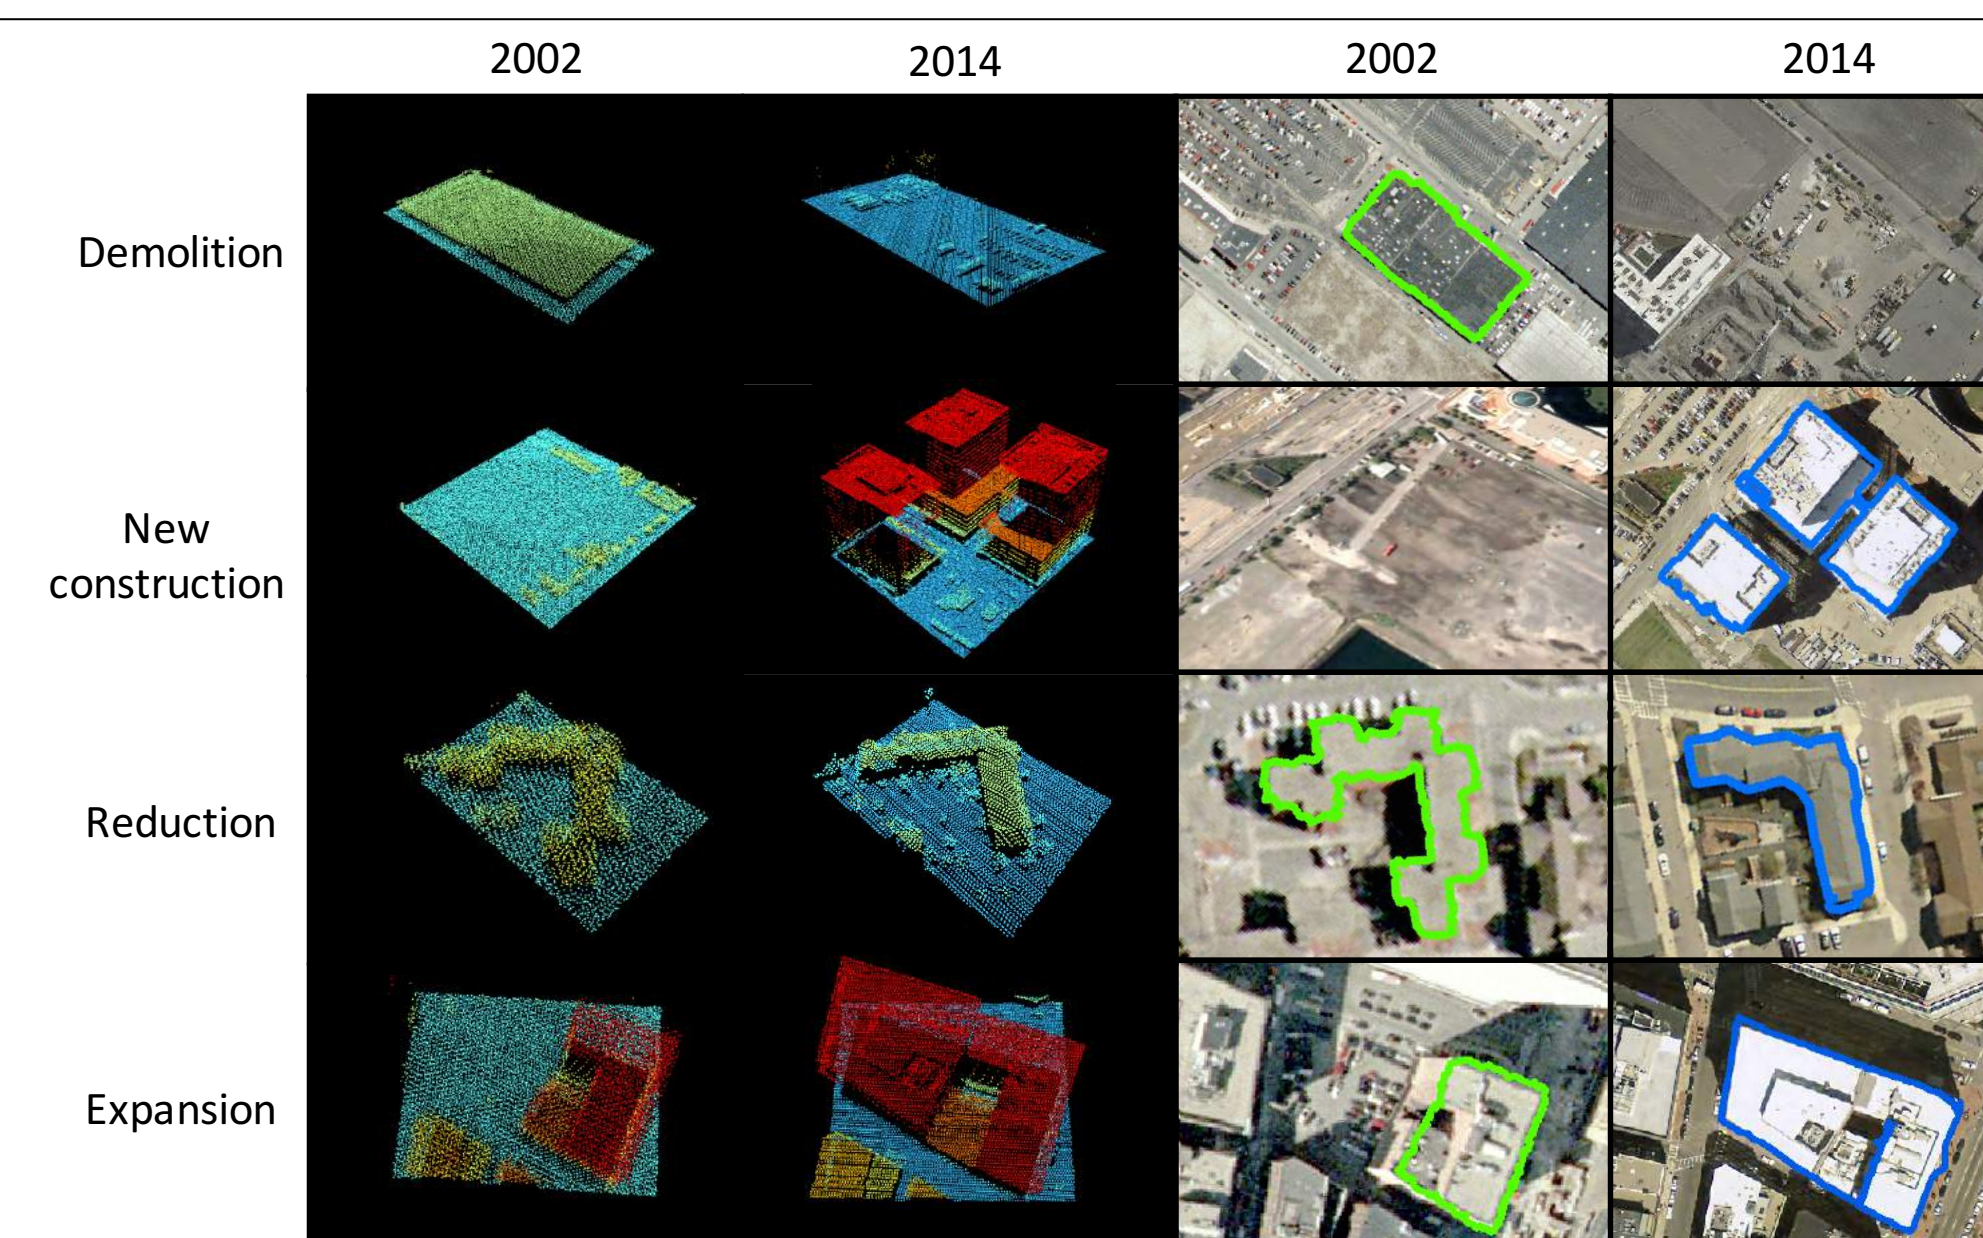 2002 2014 2002 2014
Demolition
New
construction
Reduction
Expansion